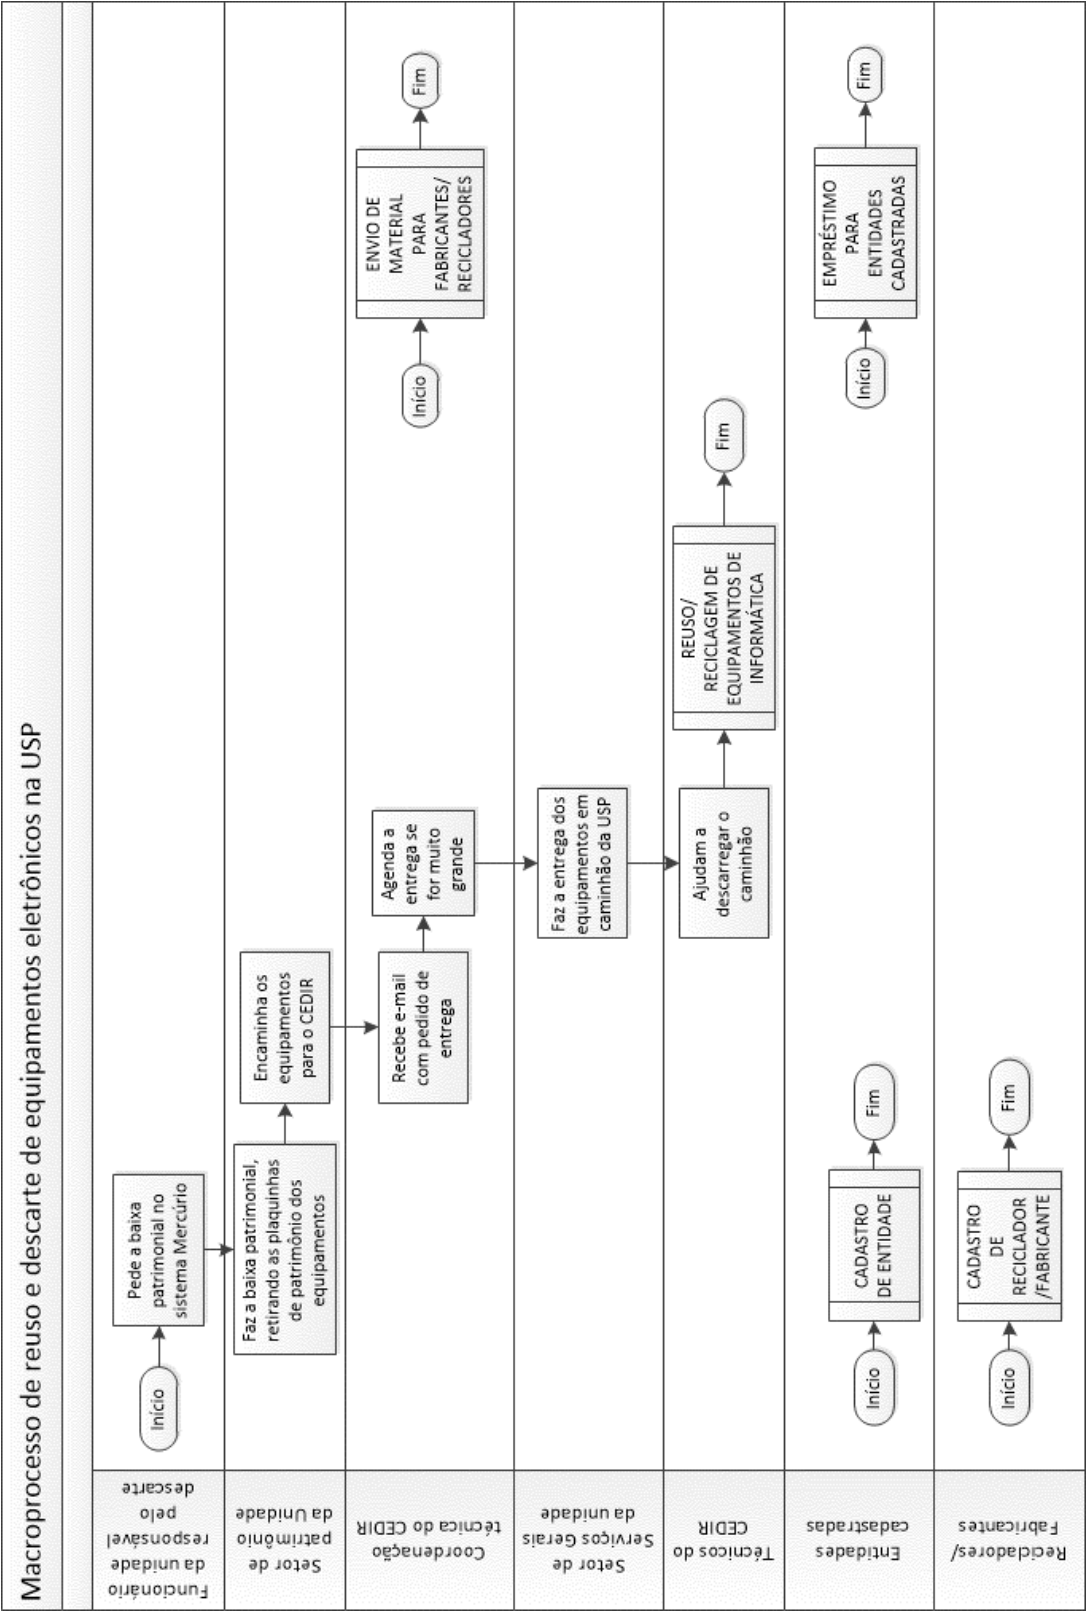 Macroprocesso de reuso e descarte de equipamentos eletrônicos na USP
Funcionário
da unidade
responsável
pelo
descarte
Início
Pede a baixa
patrimonial no
sistema Mercúrio
Setor de
patrimônio
da Unidade
Faz a baixa patrimonial,
retirando as plaquinhas
de patrimônio dos
equipamentos
Encaminha os
equipamentos
para o CEDIR
Coordenação
técnica do CEDIR
Recebe e-mail
com pedido de
entrega
Agenda a
entrega se
for muito
grande
Início
ENVIO DE
MATERIAL
PARA
FABRICANTES/
RECICLADORES
Fim
Setor de
Serviços Gerais
da unidade
Faz a entrega dos
equipamentos em
caminhão da USP
Técnicos do
CEDIR
Ajudam a
descarregar o
caminhão
REUSO/
RECICLAGEM DE
EQUIPAMENTOS DE
INFORMÁTICA
Fim
Entidades
cadastradas
Início
CADASTRO
DE ENTIDADE
Fim
Início
EMPRÉSTIMO
PARA
ENTIDADES
CADASTRADAS
Fim
Recicladores/
Fabricantes
Início
CADASTRO
DE
RECICLADOR
/FABRICANTE
Fim